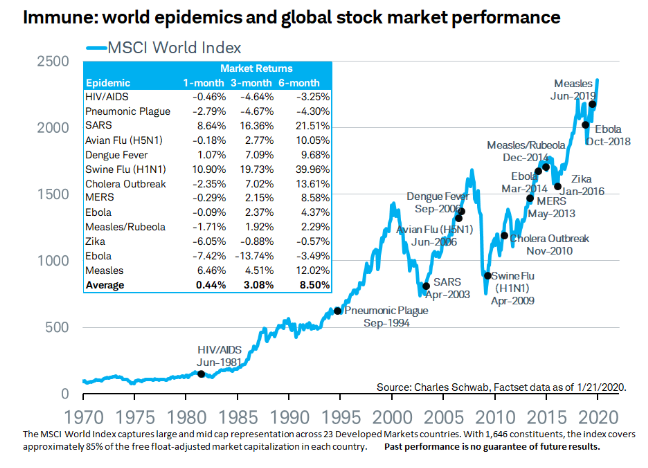 Immune: world epidemics and global stock market performance
MSCI World Index
Market Returns
Epidemic 1-month 3-month 6-month
HIV/AIDS -0.46% -4.64% -3.25%
Pneumonic Plague -2.79% -4.67% -4.30%
SARS 8.64% 16.36% 21.51%
Avian Flu (H5N1) -0.18% 2.77% 10.05%
Dengue Fever 1.07% 7.09% 9.68%
Swine Flu (H1N1) 10.90% 19.73% 39.96%
Cholera Outbreak -2.35% 7.02% 13.61%
MERS -0.29% 2.15% 8.58%
Ebola -0.09% 2.37% 4.37%
Measles/Rubeola -1.71% 1.92% 2.29%
Zika -6.05% -0.88% -0.57%
Ebola -7.42% -13.74% -3.49%
Measles 6.46% 4.51% 12.02%
Average 0.44% 3.08% 8.50%
2500
2000
1500
1000
500
0
HIV/AIDS
Jun-1981
Pneumonic Plague
Sep-1994
SARS
Apr-2003
Avian Flu (H5N1)
Jun-2006
Dengue Fever
Sep-2006
Swine Flu
(H1N1)
Apr-2009
Cholera Outbreak
Nov-2010
MERS
May-2013
Ebola
Mar-2014
Measles/Rubeola
Dec-2014
Zika
Jan-2016
Ebola
Oct-2018
Measles
Jun-2019
Source: Charles Schwab, Factset data as of 1/21/2020.
1970 1975 1980 1985 1990 1995 2000 2005 2010 2015 2020
The MSCI World Index captures large and mid cap representation across 23 Developed Markets countries. With 1,646 constituents, the index covers
approximately 85% of the free float-adjusted market capitalization in each country. Past performance is no guarantee of future results.